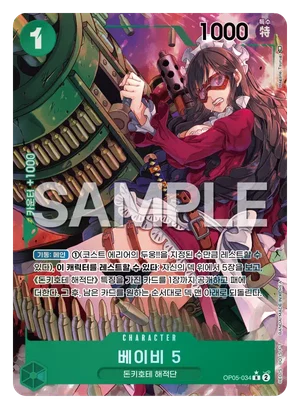 1
1000
특수
特
카운터 +1000
SAMPLE
기동: 메인 ①(코스트 에리어의 두웅!!을 지정된 수만큼 레스트할 수
있다), 이 캐릭터를 레스트할 수 있다: 자신의 덱 위에서 5장을 보고,
《돈키호테 해적단》 특징을 가진 카드를 1장까지 공개하고 패에
더한다. 그 후, 남은 카드를 원하는 순서대로 덱 맨 아래로 되돌린다.
CHARACTER
베이비 5
돈키호테 해적단
OP05-034
R
2